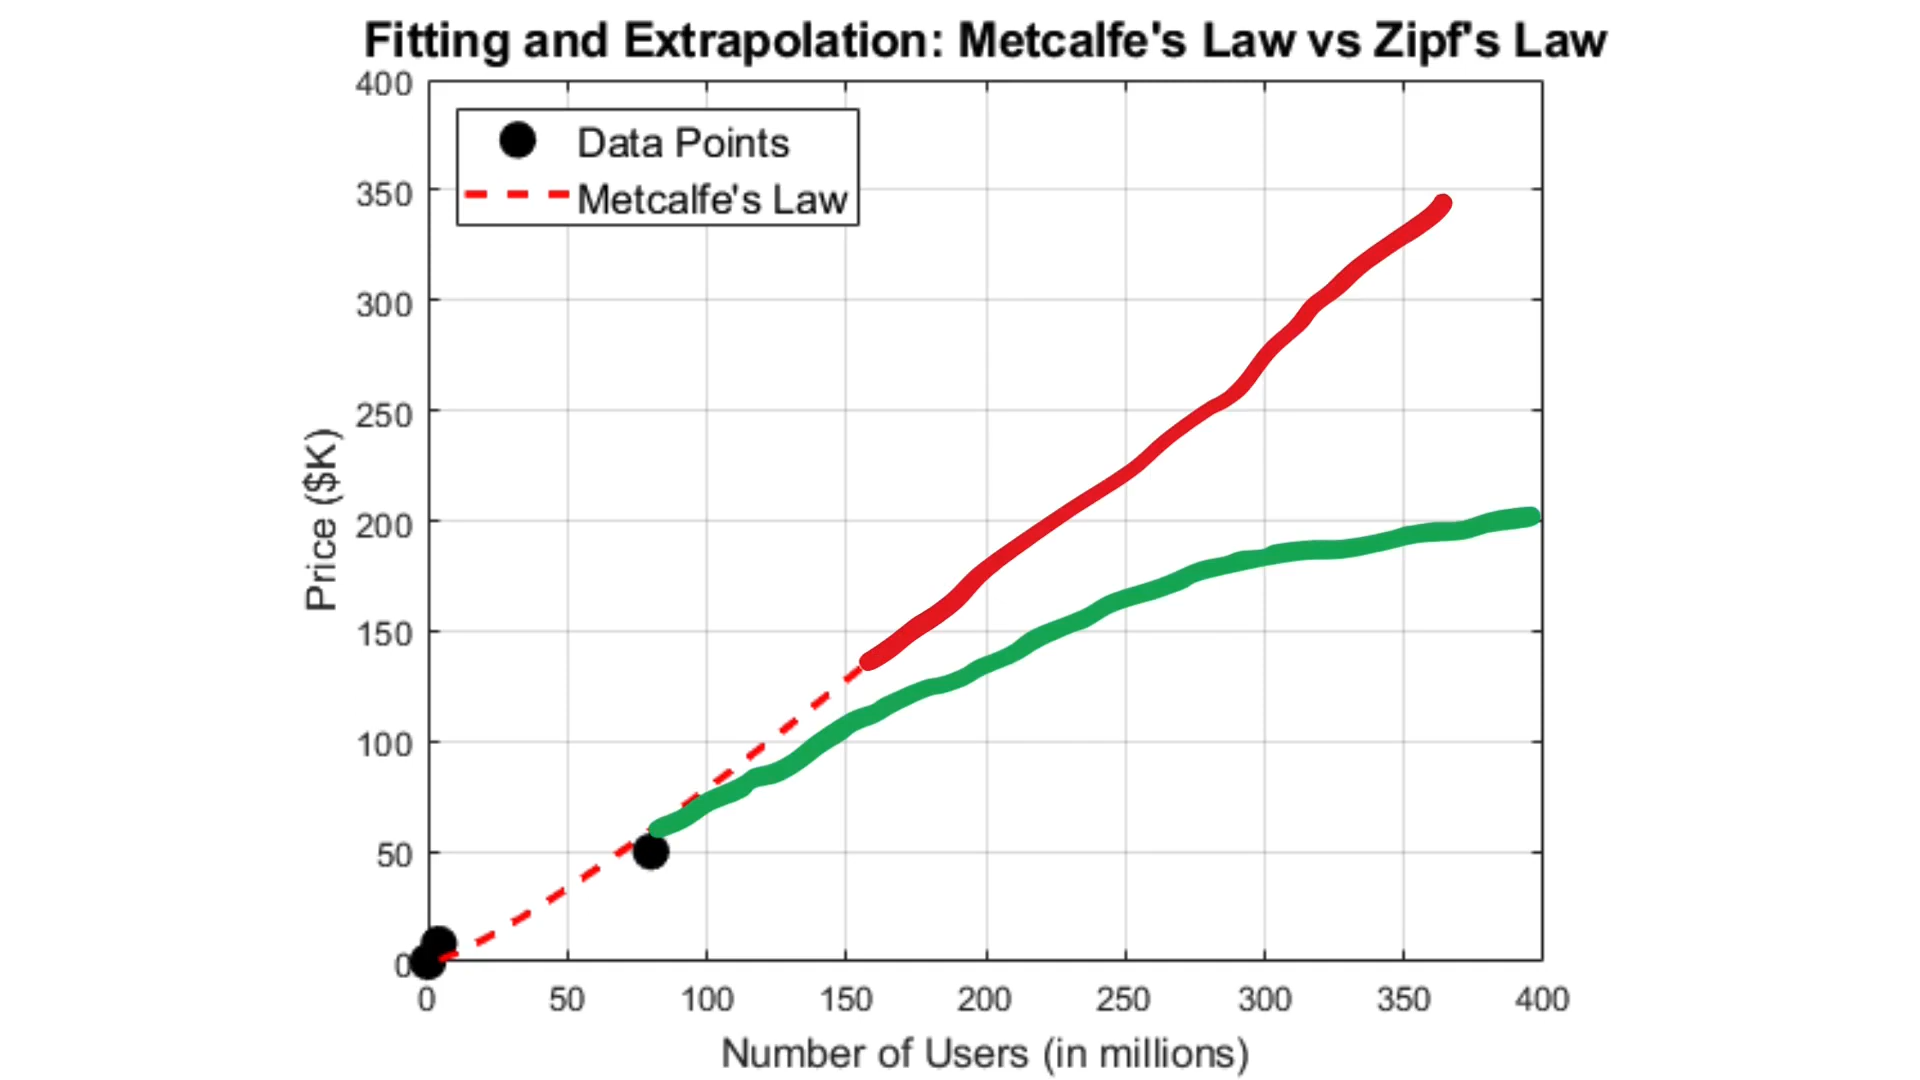 Fitting and Extrapolation: Metcalfe's Law vs Zipf's Law
400
350
300
250
200
150
100
50
0
Data Points
Metcalfe's Law
Price ($K)
0 50 100 150 200 250 300 350 400
Number of Users (in millions)